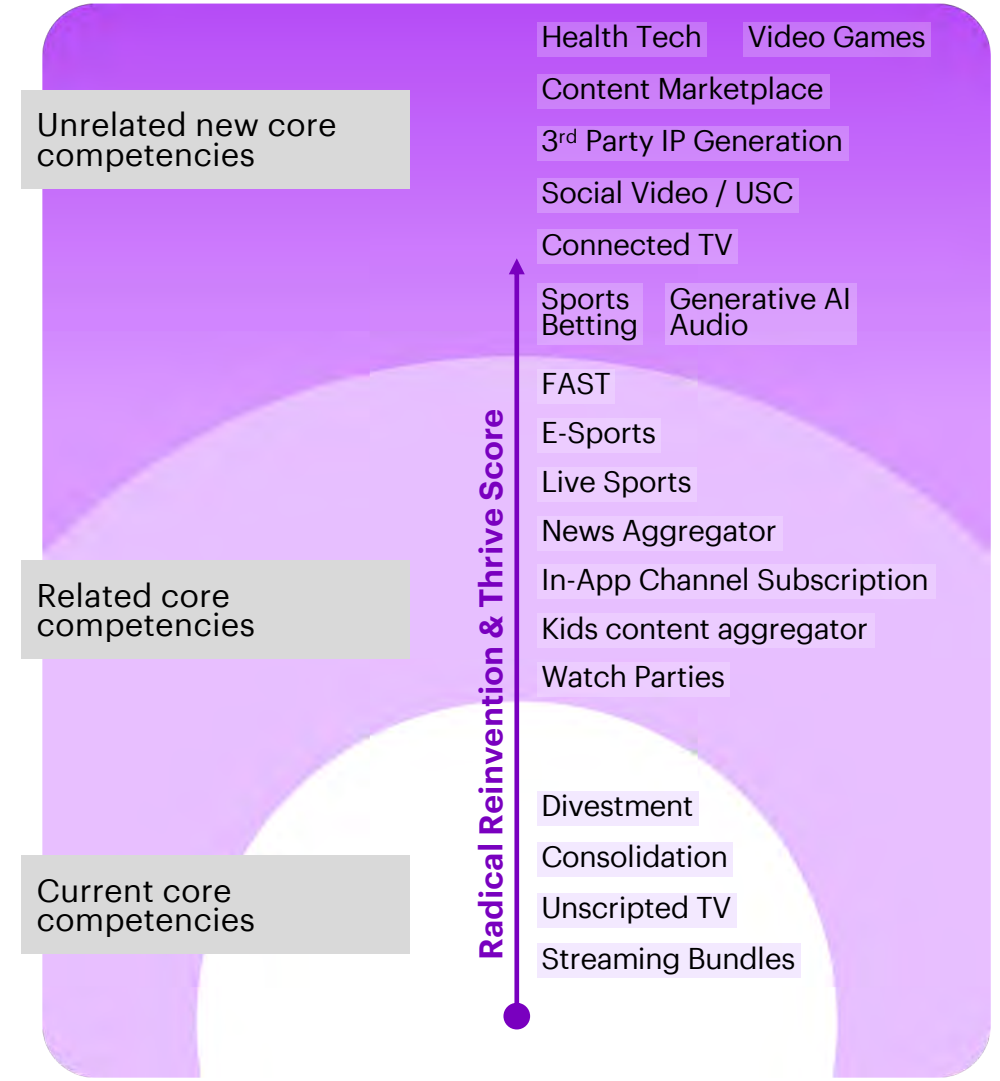 Health Tech
Video Games
Content Marketplace
Unrelated new core
competencies
3rd Party IP Generation
Social Video / USC
Connected TV
Sports
Betting
Generative AI
Audio
FAST
E-Sports
Live Sports
News Aggregator
Related core
competencies
In-App Channel Subscription
Kids content aggregator
Watch Parties
Radical Reinvention & Thrive Score
Divestment
Consolidation
Current core
competencies
Unscripted TV
Streaming Bundles